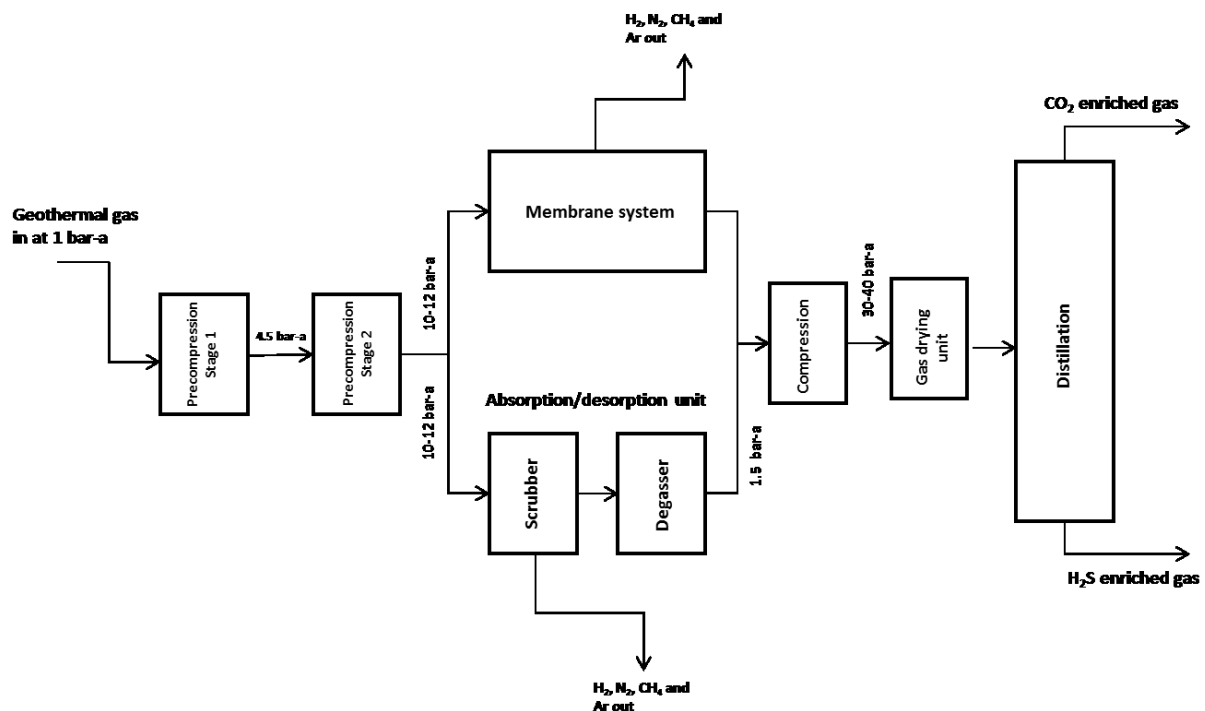 H₂, N₂, CH₄ and
Ar out
CO₂ enriched gas
Geothermal gas
in at 1 bar-a
Membrane system
10-12 bar-a
30-40 bar-a
Precompression
Stage 1
4.5 bar-a
Precompression
Stage 2
Compression
Gas drying
unit
Distillation
10-12 bar-a
Absorption/desorption unit
1.5 bar-a
Scrubber
Degasser
H₂S enriched gas
H₂, N₂, CH₄ and
Ar out